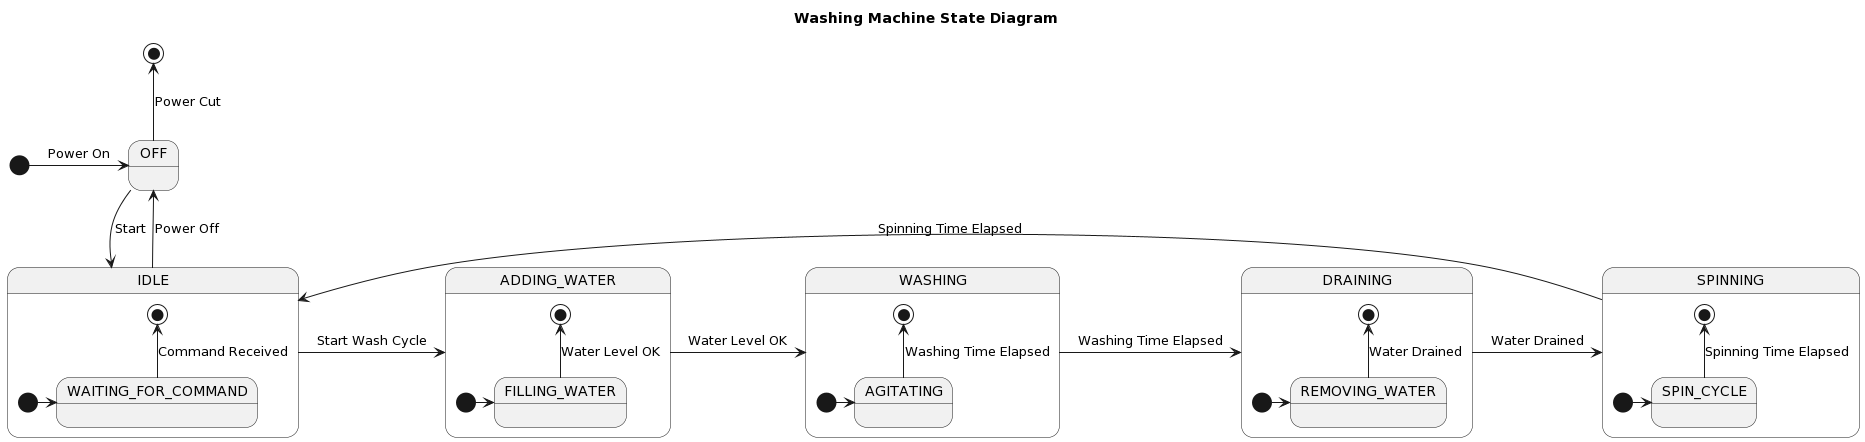 Washing Machine State Diagram
Power Cut
Power On
OFF
Start
Power Off
Spinning Time Elapsed
IDLE
ADDING_WATER
WASHING
DRAINING
SPINNING
Start Wash Cycle
Water Level OK
Washing Time Elapsed
Water Drained
Command Received
Water Level OK
Washing Time Elapsed
Water Drained
Spinning Time Elapsed
WAITING_FOR_COMMAND
FILLING_WATER
AGITATING
REMOVING_WATER
SPIN_CYCLE